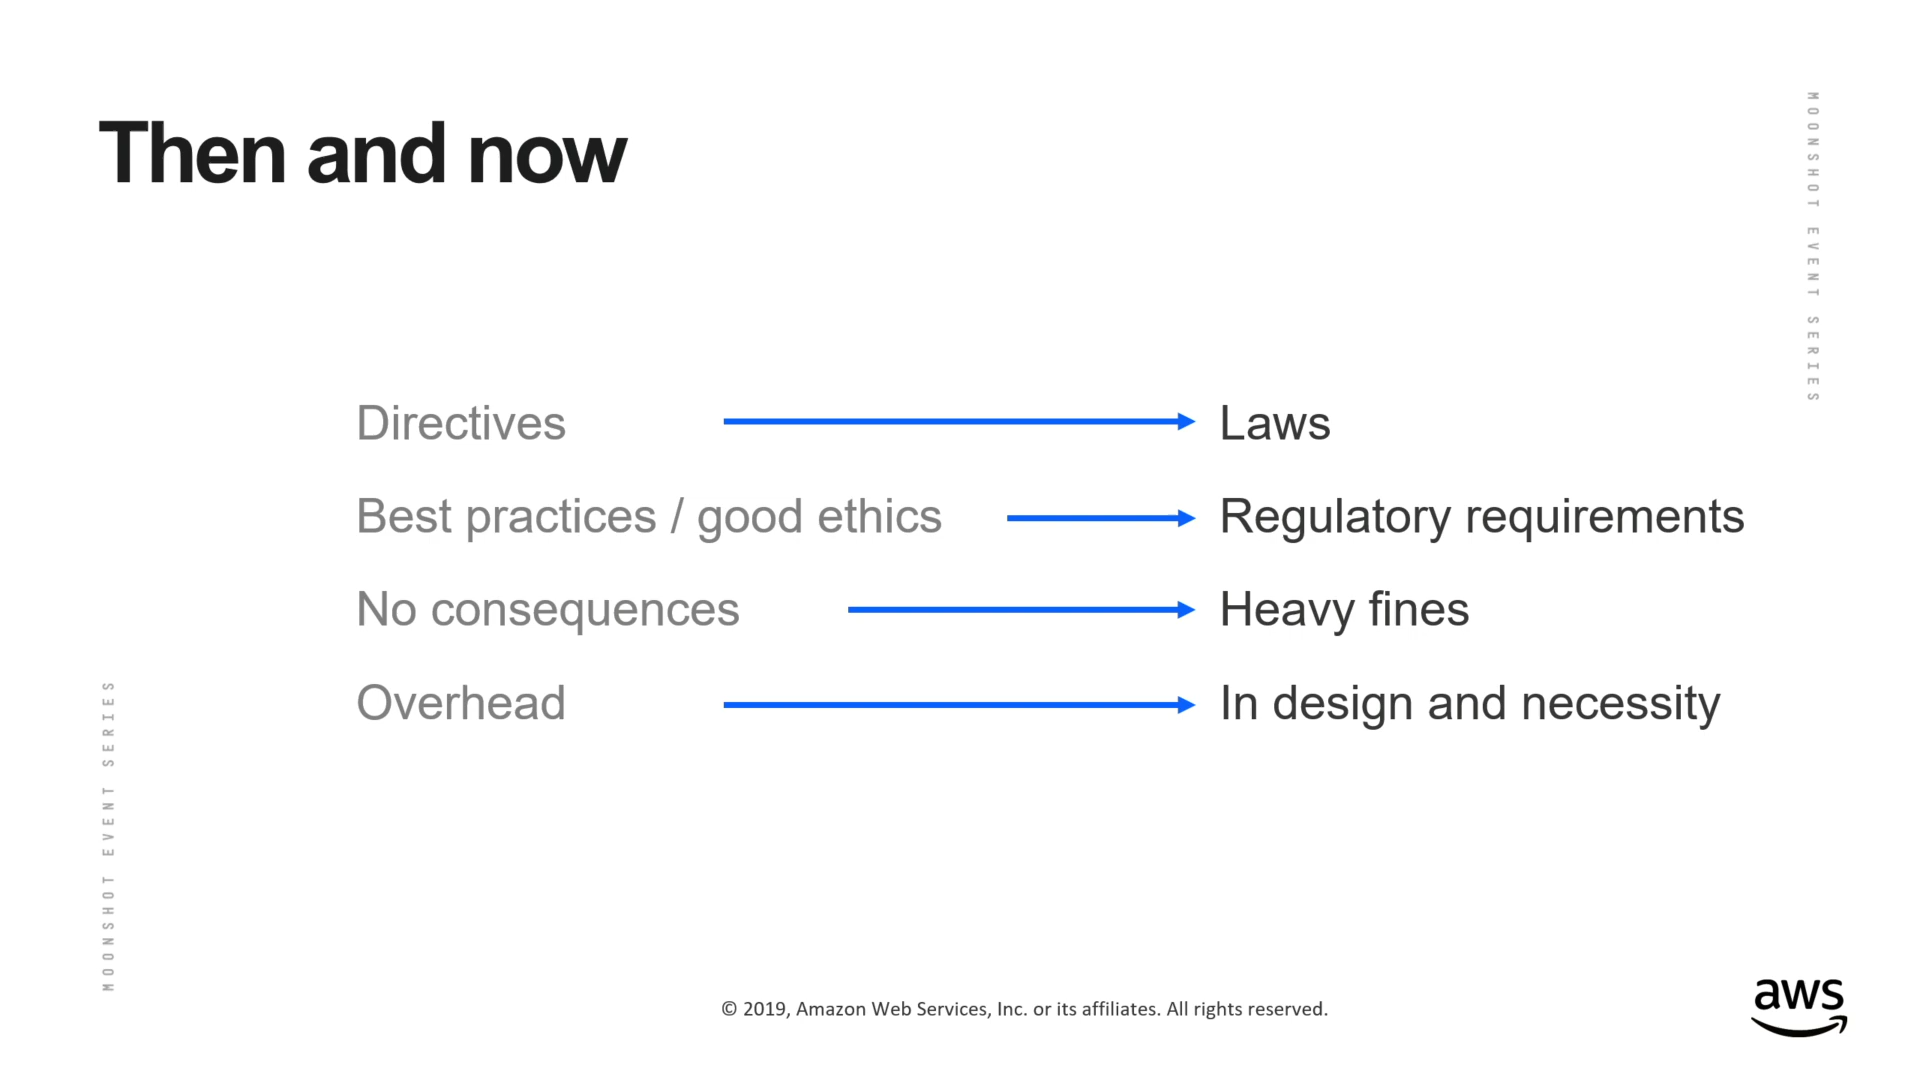 Then and now
MOONSHOT EVENT SERIES
Directives
Laws
Best practices / good ethics
Regulatory requirements
No consequences
Heavy fines
Overhead
In design and necessity
MOONSHOT EVENT SERIES
© 2019, Amazon Web Services, Inc. or its affiliates. All rights reserved.
aws